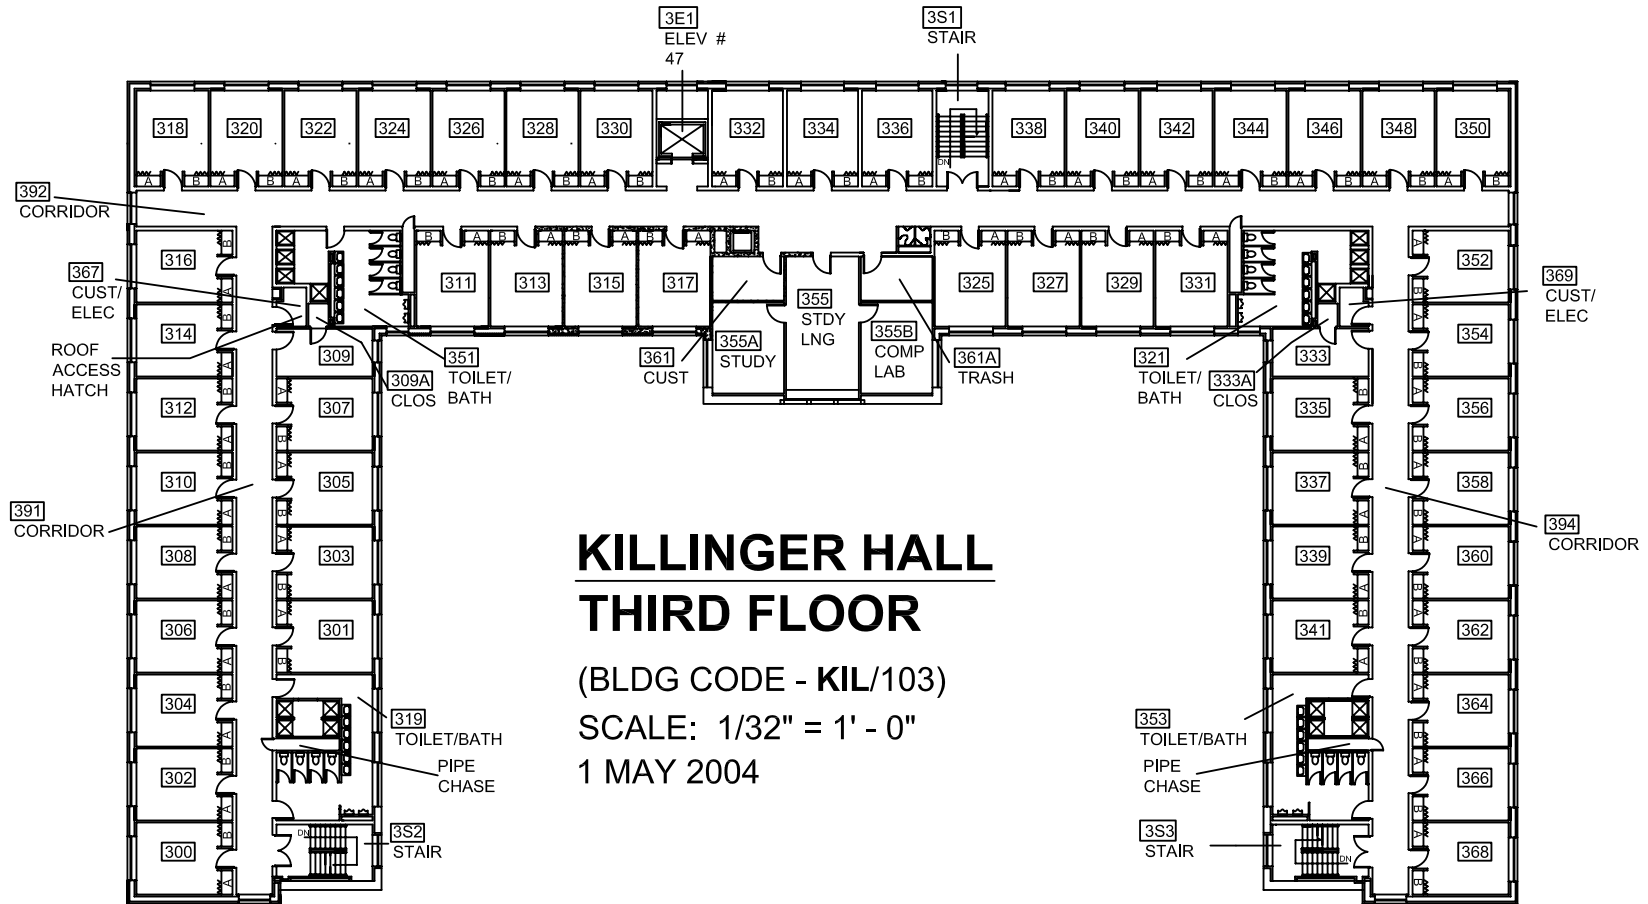 3E1
ELEV #
47
3S1
STAIR
318
320
322
324
326
328
330
332
334
336
338
340
342
344
346
348
350
DN
A B A B A B A B A B A B A B A B A B A B A B A B A B A B A B A B A B
392
CORRIDOR
316
367
CUST/
ELEC
314
ROOF
ACCESS
HATCH
312
310
391
CORRIDOR
308
306
304
302
300
309
309A
CLOS
307
305
303
301
351
TOILET/
BATH
B A B A B A B A
311
313
315
317
361
CUST
355A
STUDY
355
STDY
LNG
355B
COMP
LAB
361A
TRASH
B A B A B A B A
325
327
329
331
321
TOILET/
BATH
333A
CLOS
333
335
337
339
341
352
369
CUST/
ELEC
354
356
358
394
CORRIDOR
360
362
364
366
368
KILLINGER HALL
THIRD FLOOR
(BLDG CODE - KIL/103)
SCALE: 1/32" = 1' - 0"
1 MAY 2004
319
TOILET/BATH
PIPE
CHASE
DN
3S2
STAIR
353
TOILET/BATH
PIPE
CHASE
3S3
STAIR
DN